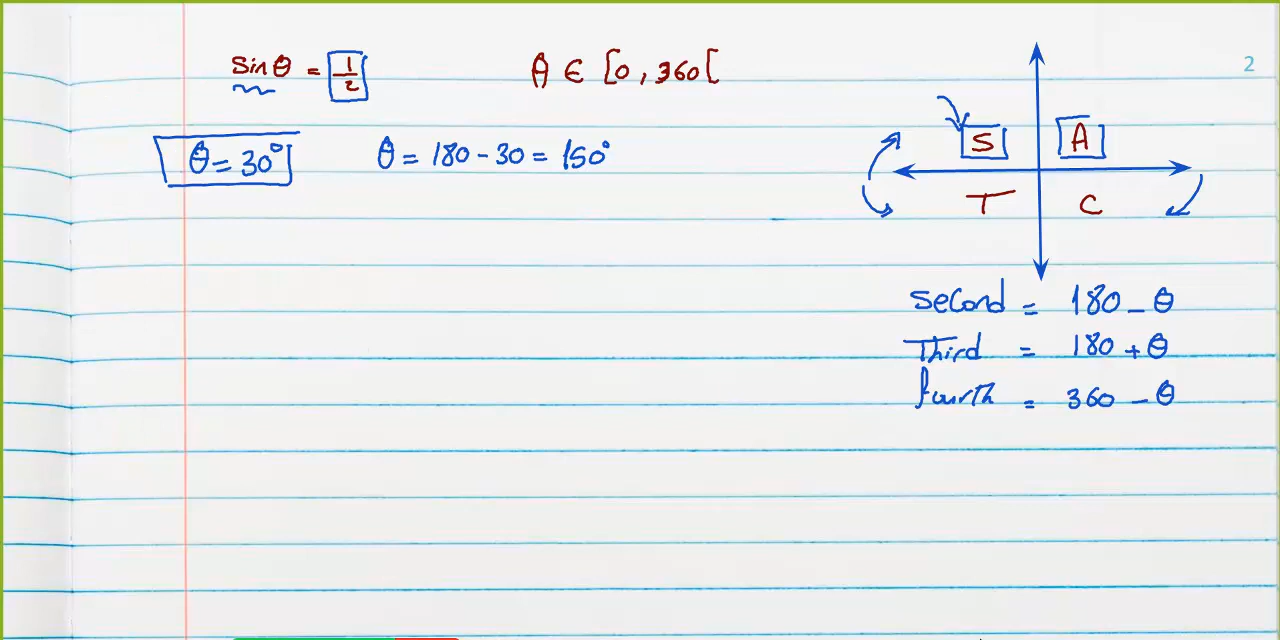 sinθ = 1/2 θ ∈ [0, 360[
2
θ = 30° θ = 180 - 30 = 150°
S A
T C
second = 180 - θ
Third = 180 + θ
fourth = 360 - θ